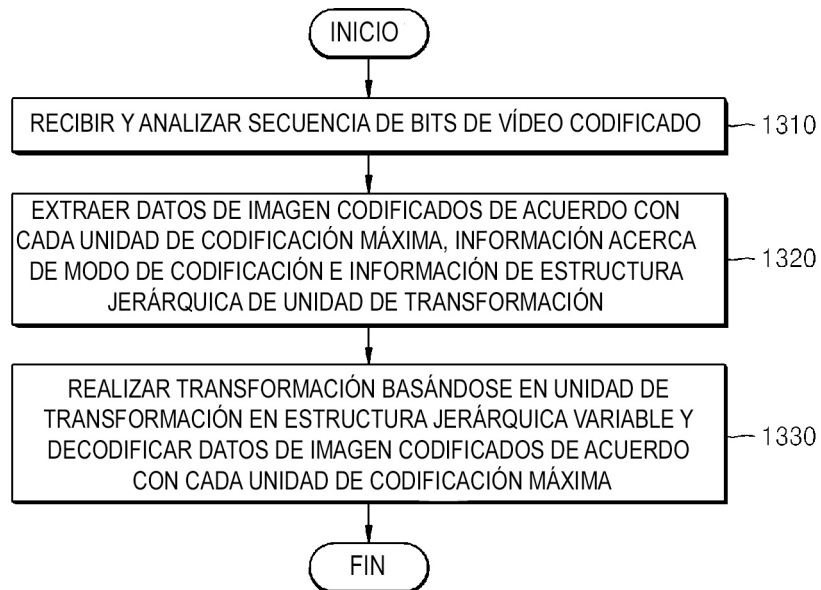 INICIO
RECIBIR Y ANALIZAR SECUENCIA DE BITS DE VÍDEO CODIFICADO
1310
EXTRAER DATOS DE IMAGEN CODIFICADOS DE ACUERDO CON
CADA UNIDAD DE CODIFICACIÓN MÁXIMA, INFORMACIÓN ACERCA
DE MODO DE CODIFICACIÓN E INFORMACIÓN DE ESTRUCTURA
JERÁRQUICA DE UNIDAD DE TRANSFORMACIÓN
1320
REALIZAR TRANSFORMACIÓN BASÁNDOSE EN UNIDAD DE
TRANSFORMACIÓN EN ESTRUCTURA JERÁRQUICA VARIABLE Y
DECODIFICAR DATOS DE IMAGEN CODIFICADOS DE ACUERDO
CON CADA UNIDAD DE CODIFICACIÓN MÁXIMA
1330
FIN